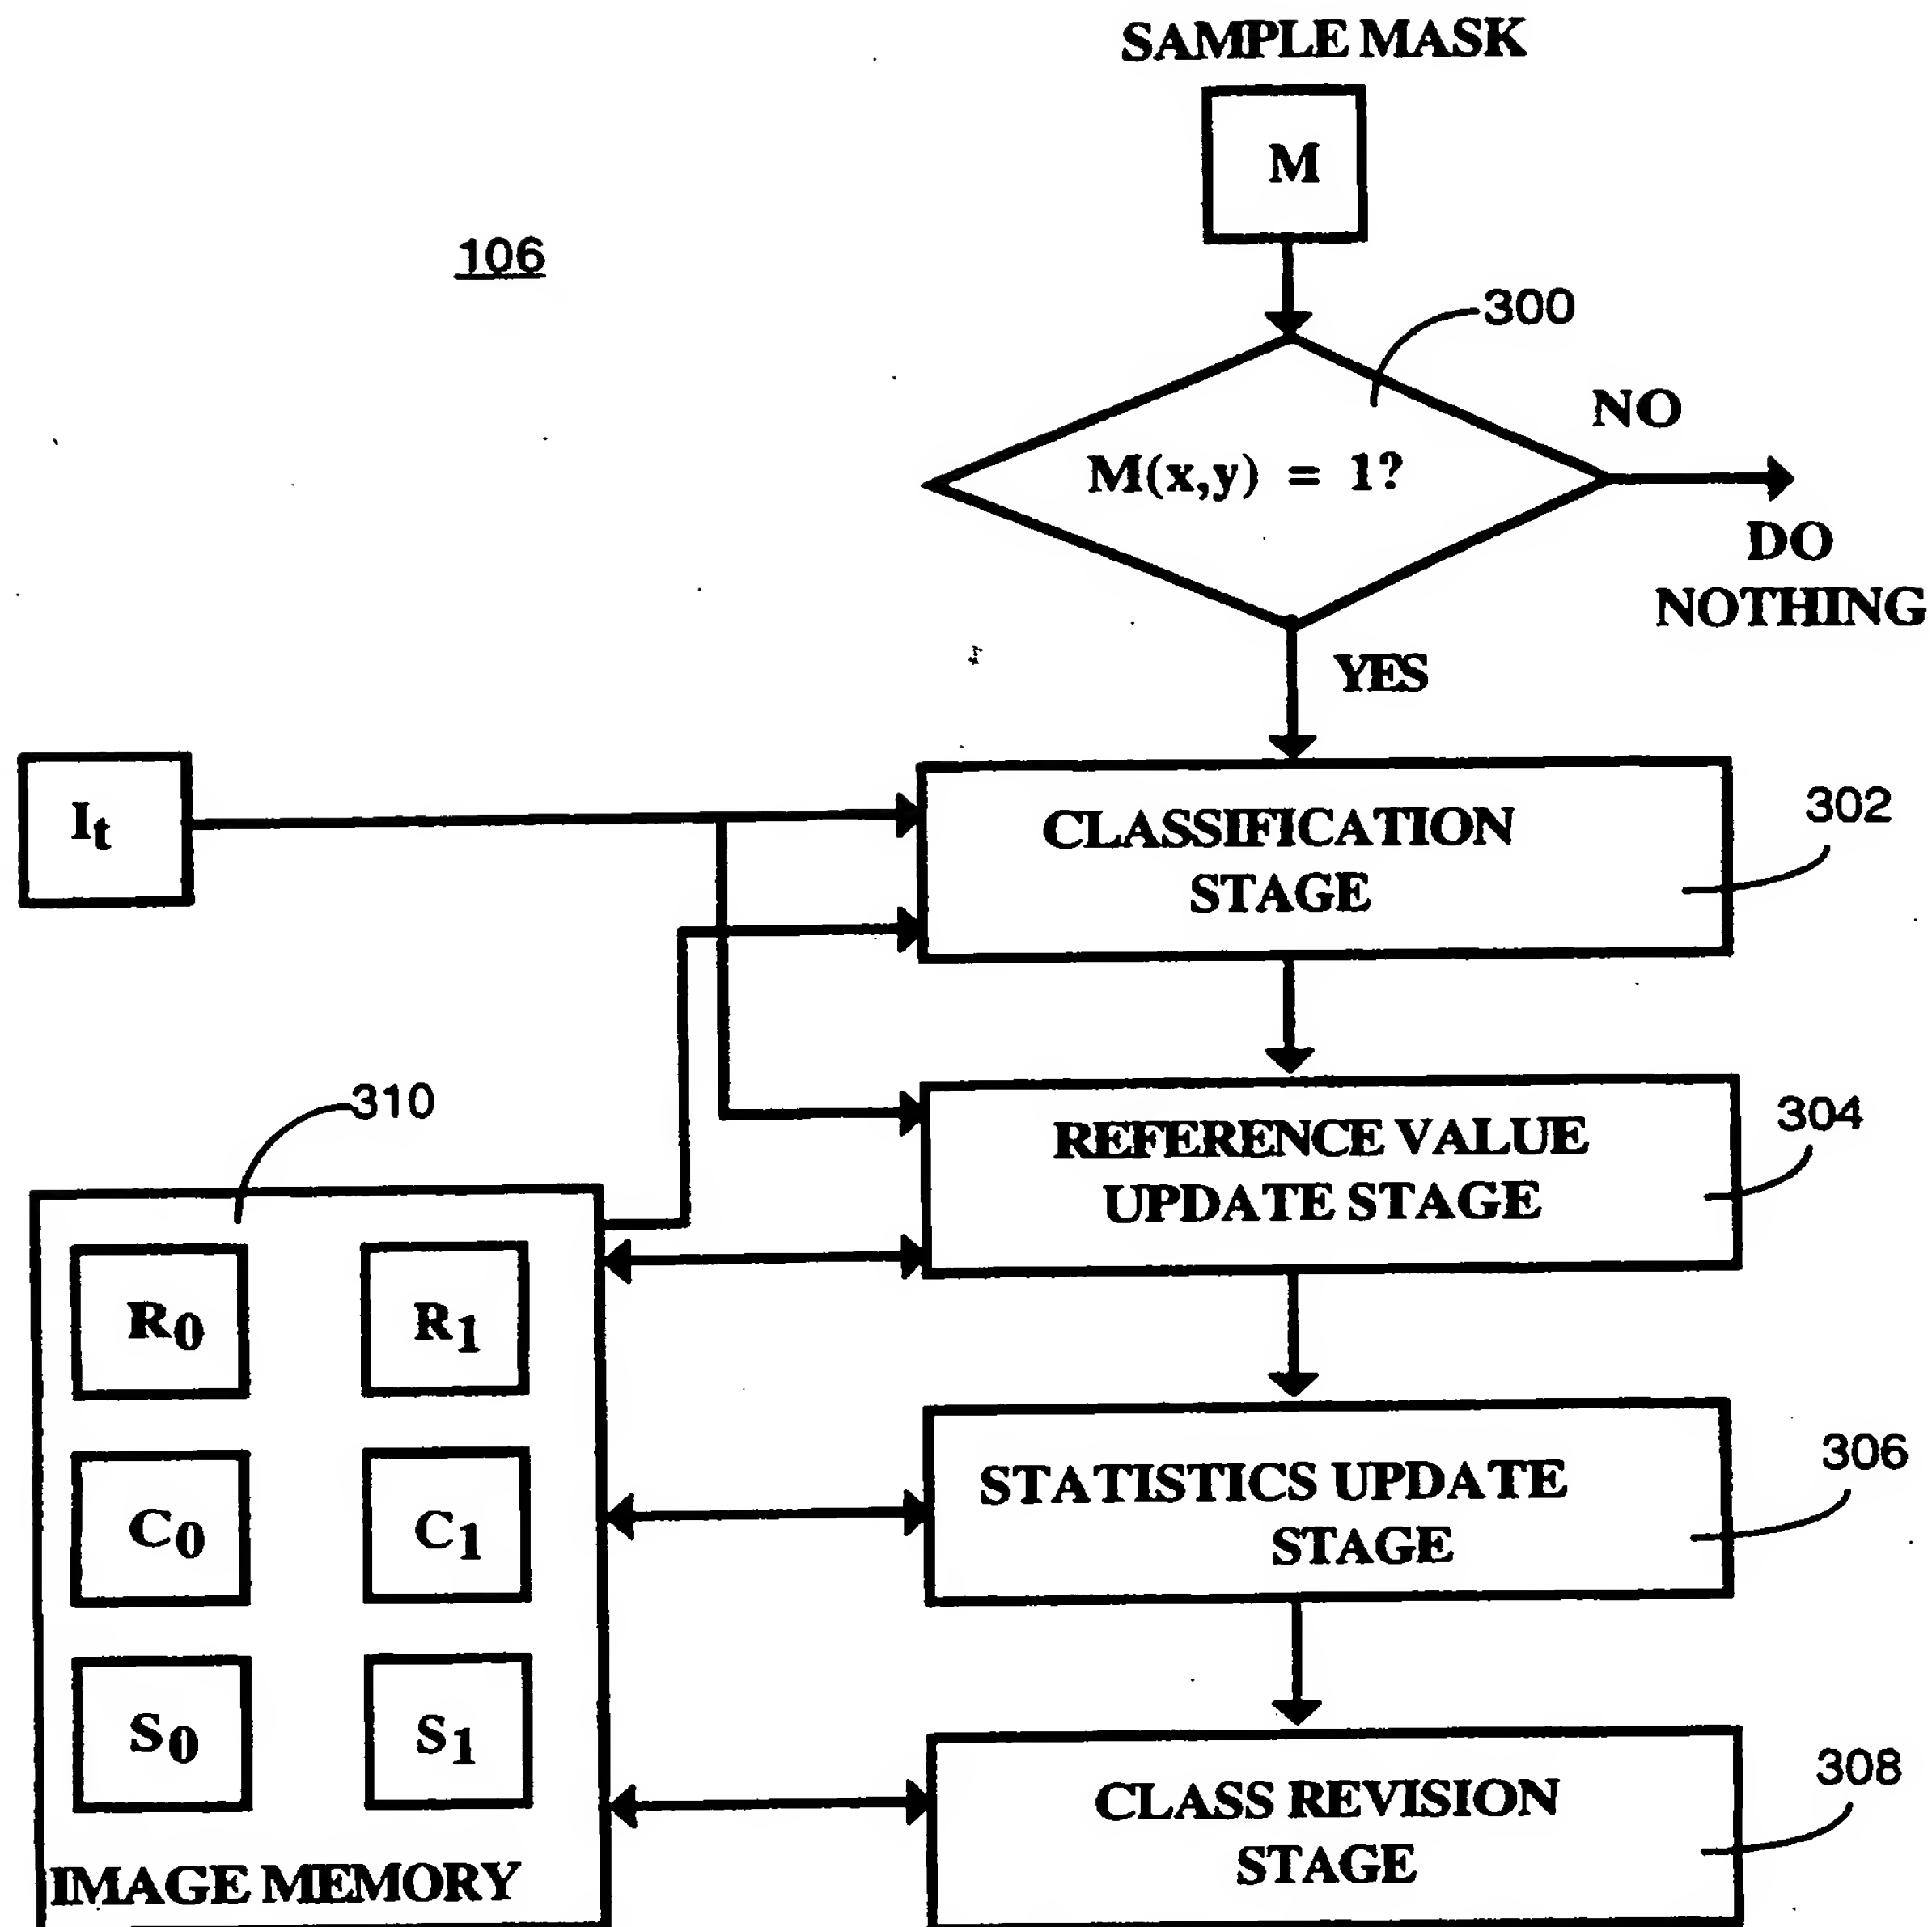 SAMPLE MASK
M
106
300
M(x,y) = 1?
NO
DO
NOTHING
YES
It
CLASSIFICATION
STAGE
302
310
REFERENCE VALUE
UPDATE STAGE
304
R0
R1
C0
C1
STATISTICS UPDATE
STAGE
306
S0
S1
CLASS REVISION
STAGE
308
IMAGE MEMORY